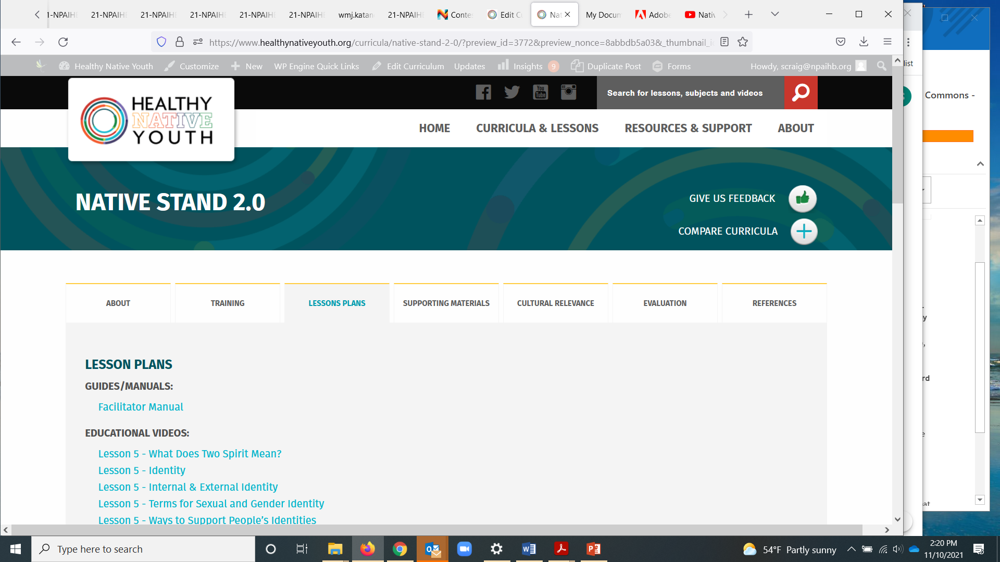 1-NPAIH
21-NPAIH
21-NPAIH
21-NPAIH
21-NPAIH
21-NPAIH
wmj.katan
21-NPAIH
Conte
Edit C
Nat
My Docum
Adobe
Nativ
https://www.healthynativeyouth.org/curricula/native-stand-2-0/?preview_id=3772&preview_nonce=8abbdb5a03&_thumbnail_i
Healthy Native Youth Customize New WP Engine Quick Links Edit Curriculum Updates Insights 9 Duplicate Post Forms Howdy, scraig@npaihb.org
list
HEALTHY
NATIVE
YOUTH
You
Tube
Search for lessons, subjects and videos
Commons -
HOME CURRICULA & LESSONS RESOURCES & SUPPORT ABOUT
NATIVE STAND 2.0
GIVE US FEEDBACK
COMPARE CURRICULA
ABOUT TRAINING LESSONS PLANS SUPPORTING MATERIALS CULTURAL RELEVANCE EVALUATION REFERENCES
LESSON PLANS
GUIDES/MANUALS:
Facilitator Manual
EDUCATIONAL VIDEOS:
Lesson 5 - What Does Two Spirit Mean?
Lesson 5 - Identity
Lesson 5 - Internal & External Identity
Lesson 5 - Terms for Sexual and Gender Identity
Lesson 5 - Ways to Support People’s Identities
y
rd
e
at
Type here to search
54°F Partly sunny
2:20 PM
11/10/2021